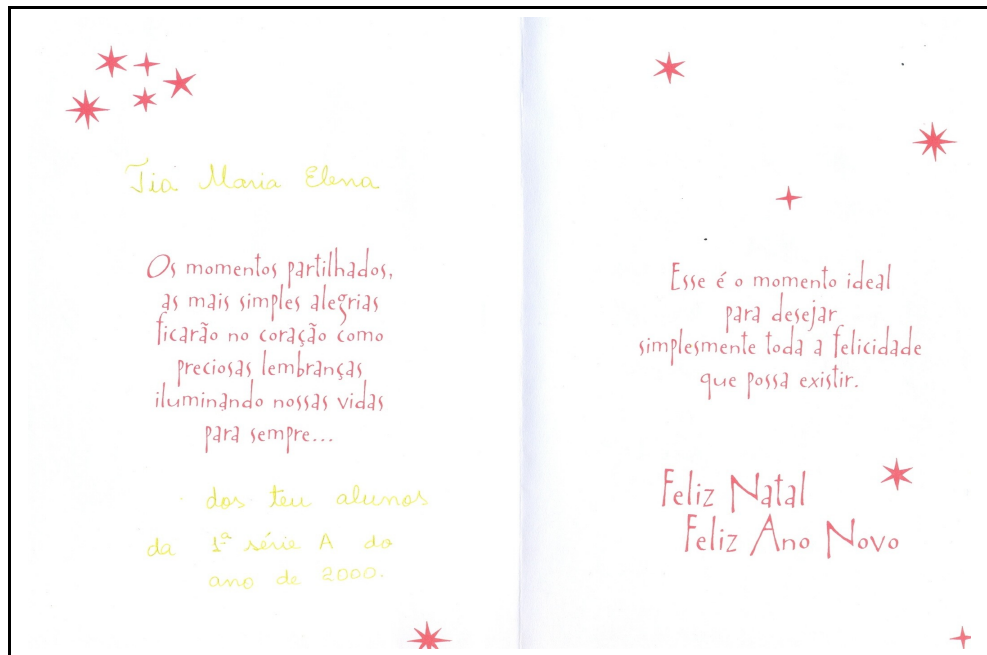 Tia Maria Elena
Os momentos partilhados,
as mais simples alegrias
ficarão no coração como
preciosas lembranças
iluminando nossas vidas
para sempre...
dos teu alunos
da 1ª série A do
ano de 2000.
Esse é o momento ideal
para desejar
simplesmente toda a felicidade
que possa existir.
Feliz Natal
Feliz Ano Novo